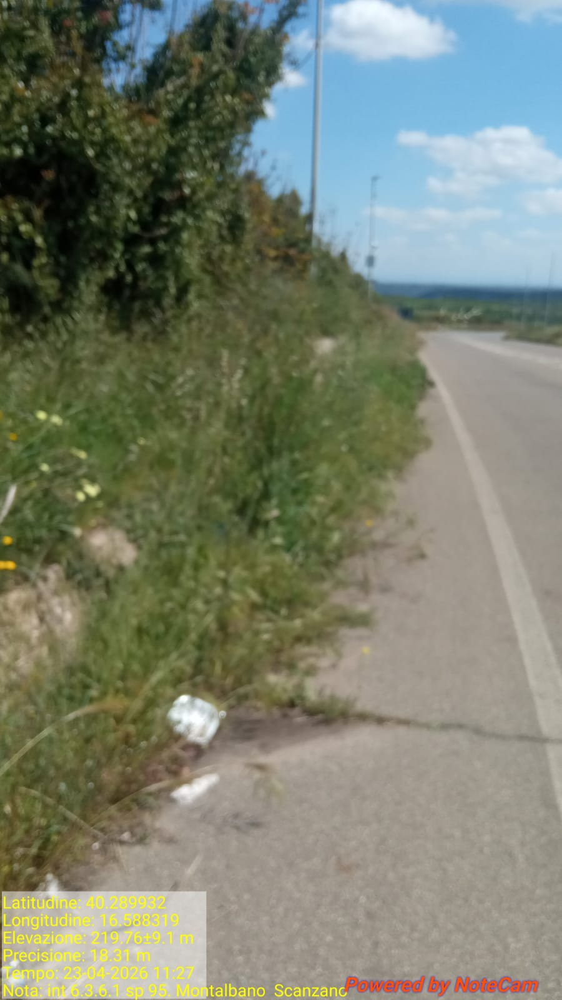 Latitudine: 40.289932
Longitudine: 16.588319
Elevazione: 219.76±9.1 m
Precisione: 18.31 m
Tempo: 23-04-2026 11:27
Nota: int 6.3.6.1 sp 95. Montalbano Scanzano
Powered by NoteCam